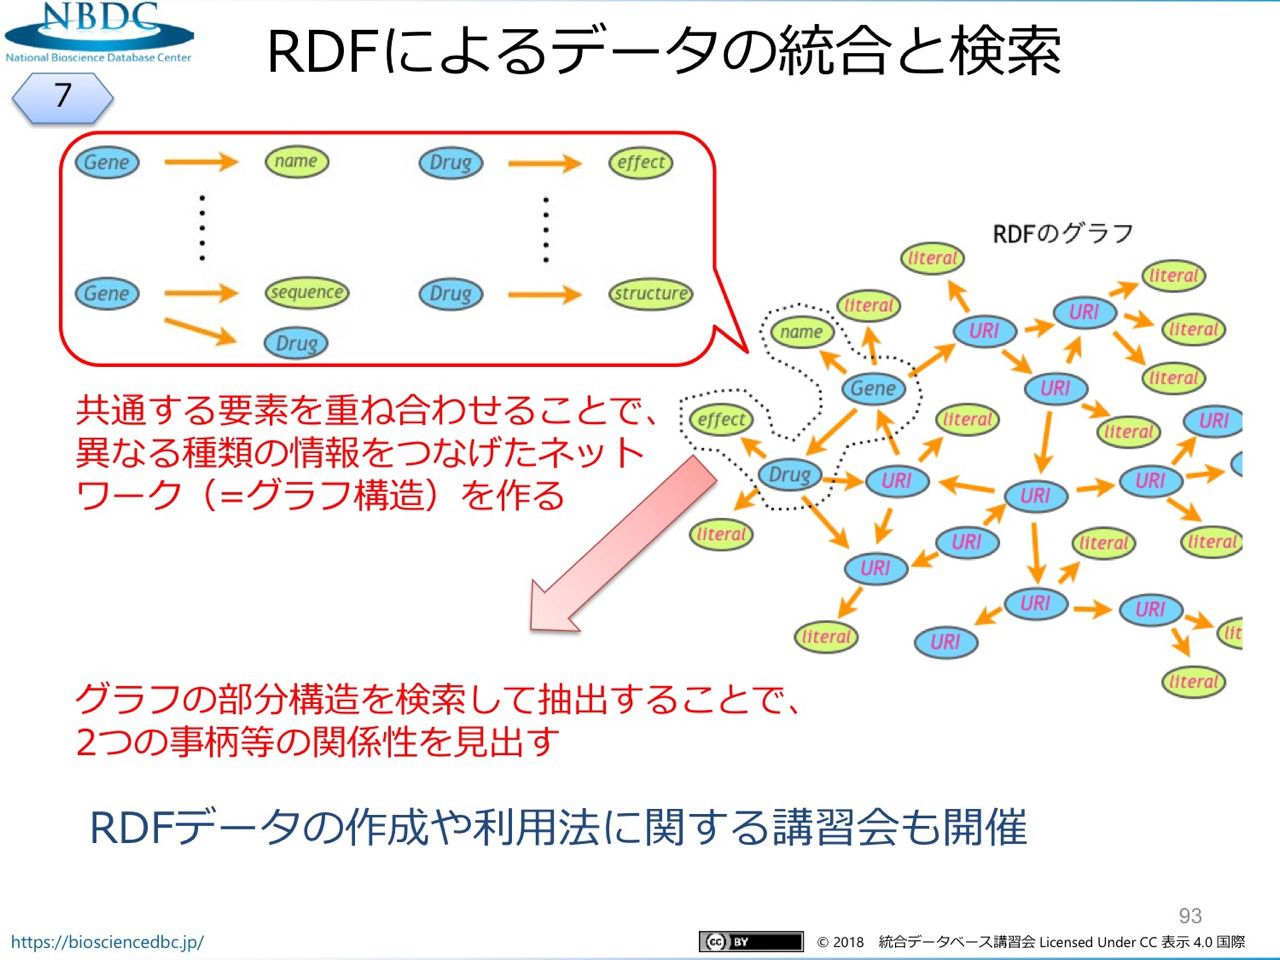 NBDC
National Bioscience Database Center
RDFによるデータの統合と検索
7
Gene name Drug effect
Gene sequence Drug structure
Drug
共通する要素を重ね合わせることで、
異なる種類の情報をつなげたネット
ワーク（=グラフ構造）を作る
RDFのグラフ
literal
literal
literal
name
URI
URI
literal
Gene
URI
literal
effect
literal
literal
URI
Drug
URI
URI
URI
literal
URI
literal
literal
URI
URI
URI
literal
URI
lit
literal
グラフの部分構造を検索して抽出することで、
2つの事柄等の関係性を見出す
RDFデータの作成や利用法に関する講習会も開催
93
https://biosciencedbc.jp/
cc BY
© 2018 統合データベース講習会 Licensed Under CC 表示 4.0 国際